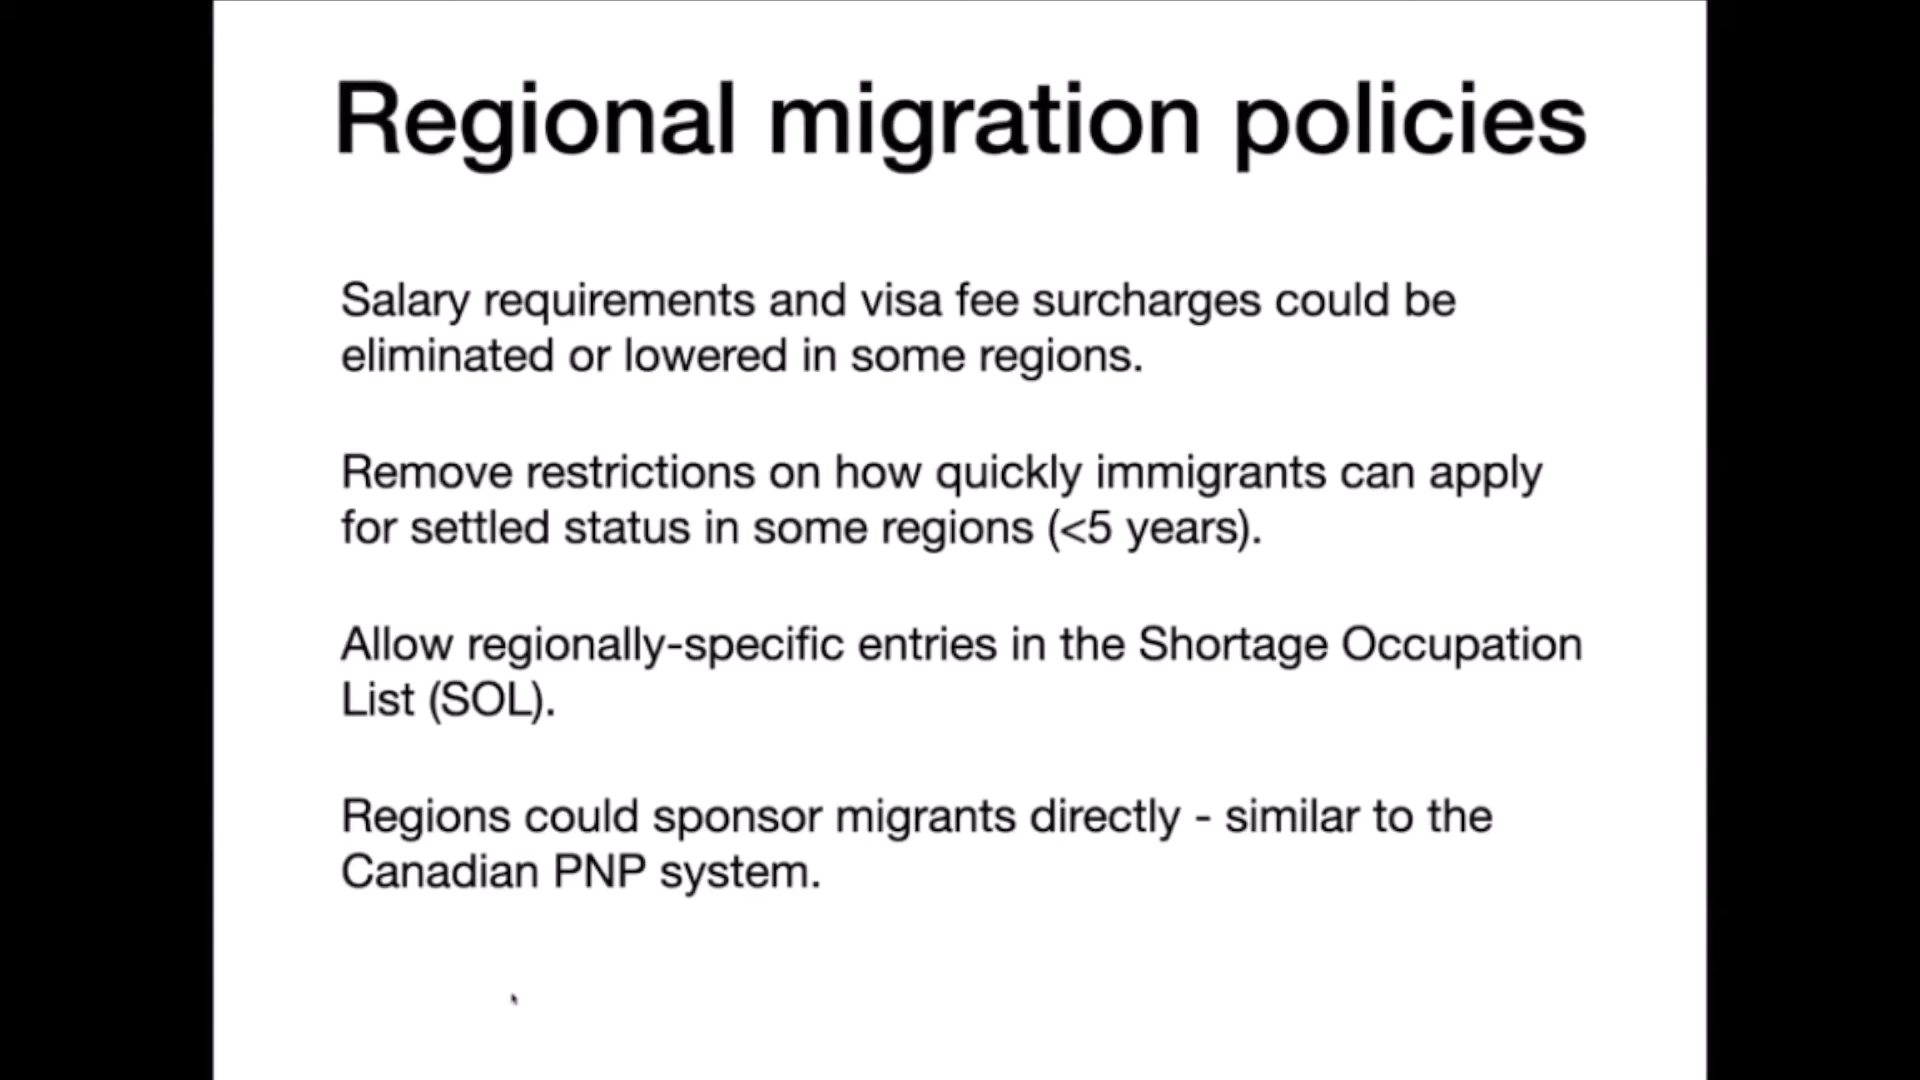 Regional migration policies
Salary requirements and visa fee surcharges could be
eliminated or lowered in some regions.
Remove restrictions on how quickly immigrants can apply
for settled status in some regions (<5 years).
Allow regionally-specific entries in the Shortage Occupation
List (SOL).
Regions could sponsor migrants directly - similar to the
Canadian PNP system.